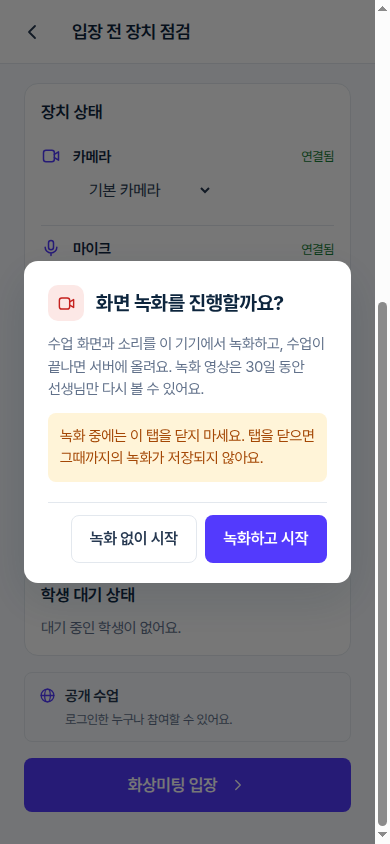 입장 전 장치 점검
장치 상태
카메라
연결됨
기본 카메라
마이크
연결됨
화면 녹화를 진행할까요?
수업 화면과 소리를 이 기기에서 녹화하고, 수업이
끝나면 서버에 올려요. 녹화 영상은 30일 동안
선생님만 다시 볼 수 있어요.
녹화 중에는 이 탭을 닫지 마세요. 탭을 닫으면
그때까지의 녹화가 저장되지 않아요.
녹화 없이 시작
녹화하고 시작
학생 대기 상태
대기 중인 학생이 없어요.
공개 수업
로그인한 누구나 참여할 수 있어요.
화상미팅 입장